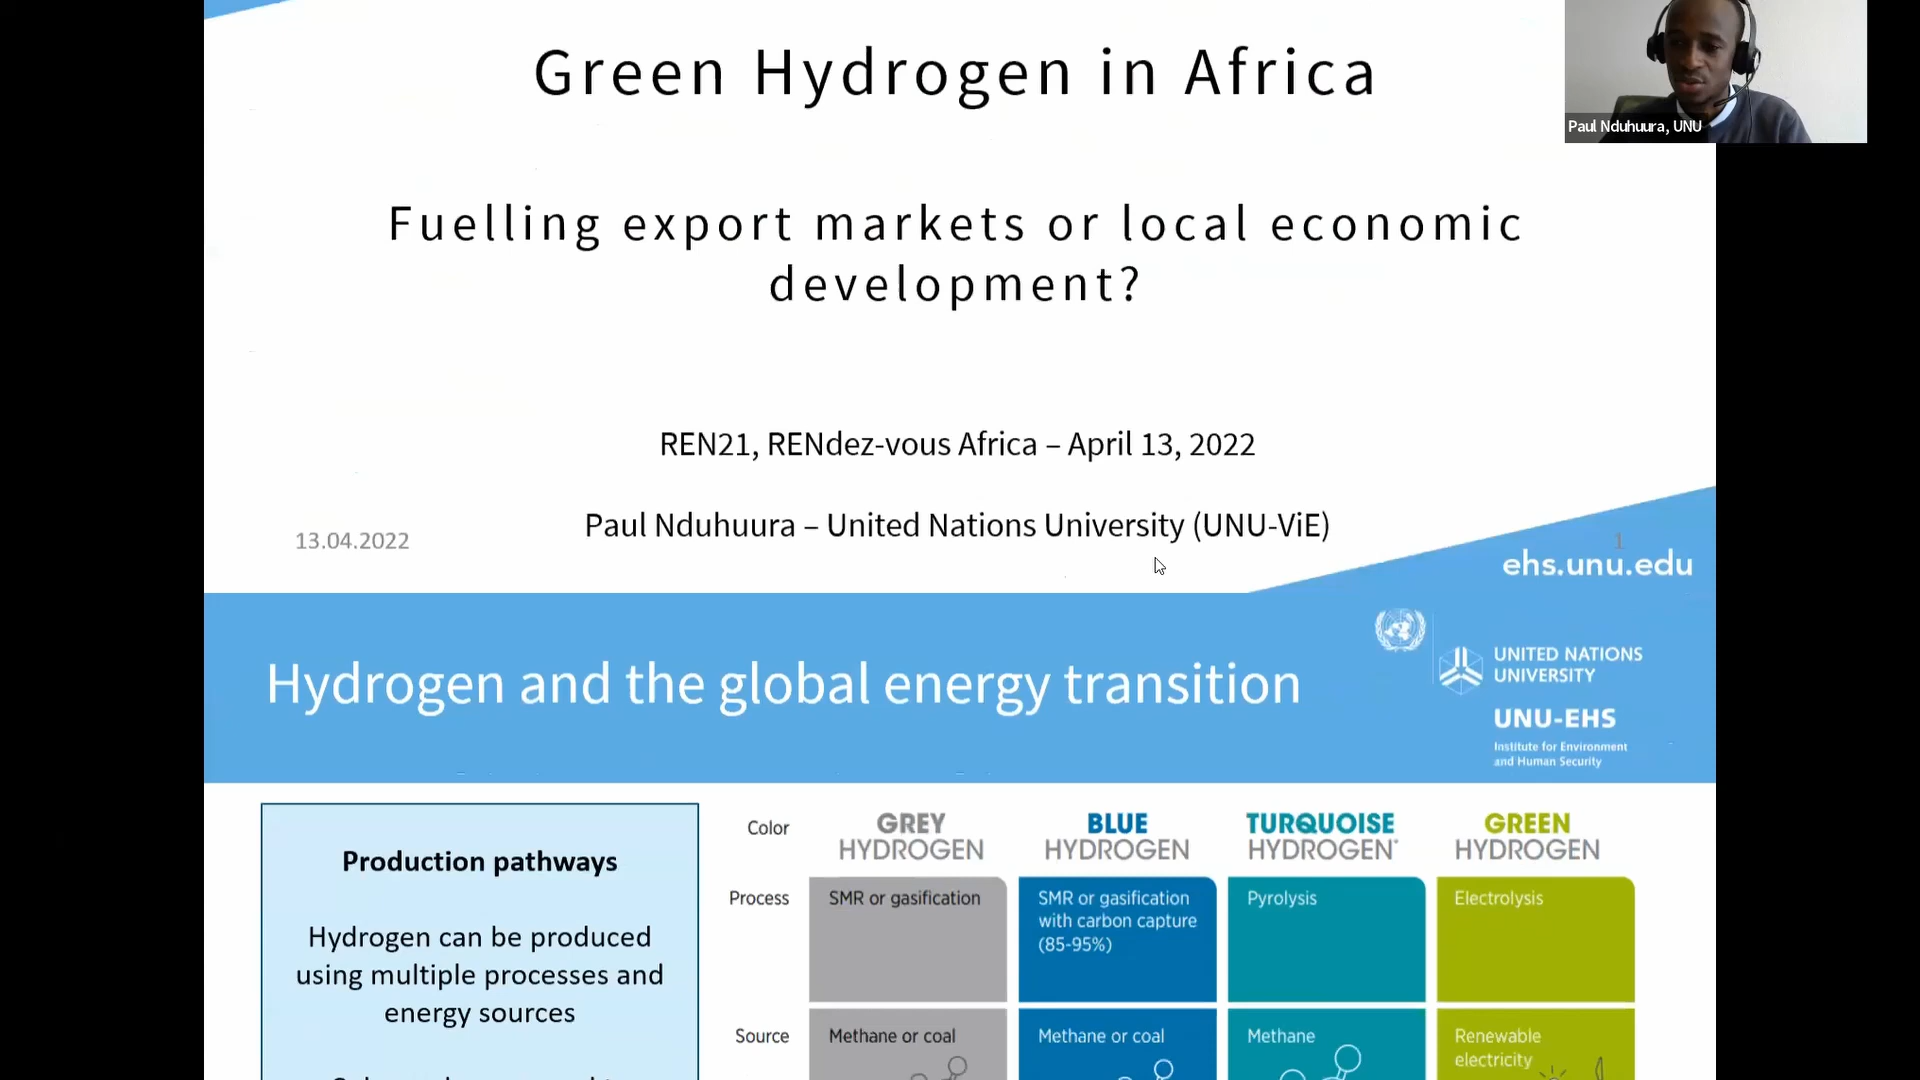 Green Hydrogen in Africa
Paul Nduhuura, UNU
Fuelling export markets or local economic
development?
REN21, RENdez-vous Africa – April 13, 2022
Paul Nduhuura – United Nations University (UNU-ViE)
13.04.2022
1
ehs.unu.edu
Hydrogen and the global energy transition
UNITED NATIONS
UNIVERSITY
UNU-EHS
Institute for Environment
and Human Security
Production pathways
Hydrogen can be produced
using multiple processes and
energy sources
Color
GREY
HYDROGEN
BLUE
HYDROGEN
TURQUOISE
HYDROGEN*
GREEN
HYDROGEN
Process
SMR or gasification
SMR or gasification
with carbon capture
(85-95%)
Pyrolysis
Electrolysis
Source
Methane or coal
Methane or coal
Methane
Renewable
electricity